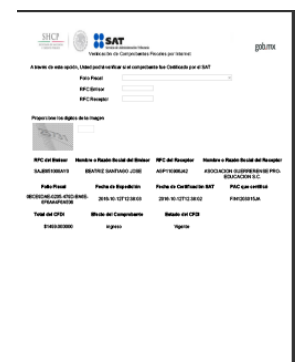 SHCP
SAT
gob.mx
Verificación de Comprobantes Fiscales por Internet
A través de esta opción, Usted podrá verificar si el comprobante fue Certificado por el SAT
Folio Fiscal
RFC Emisor
RFC Receptor
Proporcione los dígitos de la imagen
RFC del Emisor Nombre o Razón Social del Emisor RFC del Receptor Nombre o Razón Social del Receptor
BEATRIZ SANTIAGO JOSE ASOCIACION GUERRERENSE PRO-
EDUCACION S.C.
Folio Fiscal Fecha de Expedición Fecha de Certificación SAT PAC que certificó
2016-10-12T12:38:00 2016-10-12T12:38:02
Total del CFDI Efecto del Comprobante Estado del CFDI
ingreso Vigente